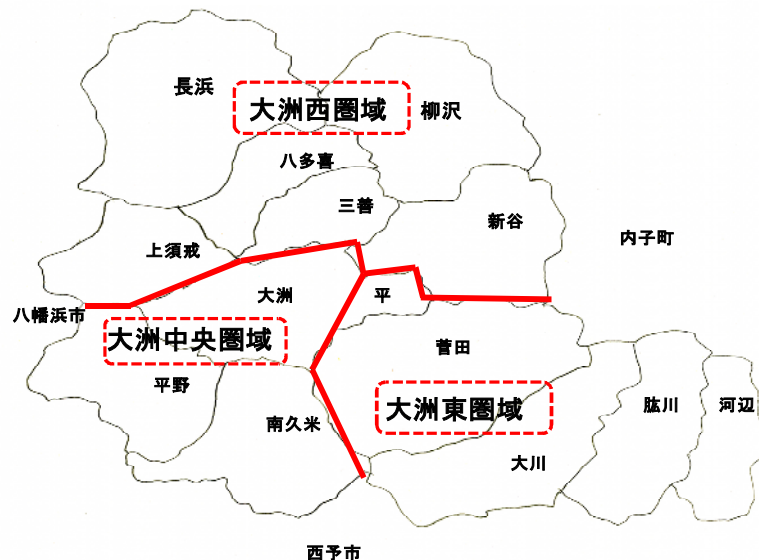 長浜
大洲西圏域
柳沢
八多喜
三善
新谷
内子町
上須戒
大洲
平
八幡浜市
大洲中央圏域
菅田
平野
大洲東圏域
肱川
河辺
南久米
大川
西予市